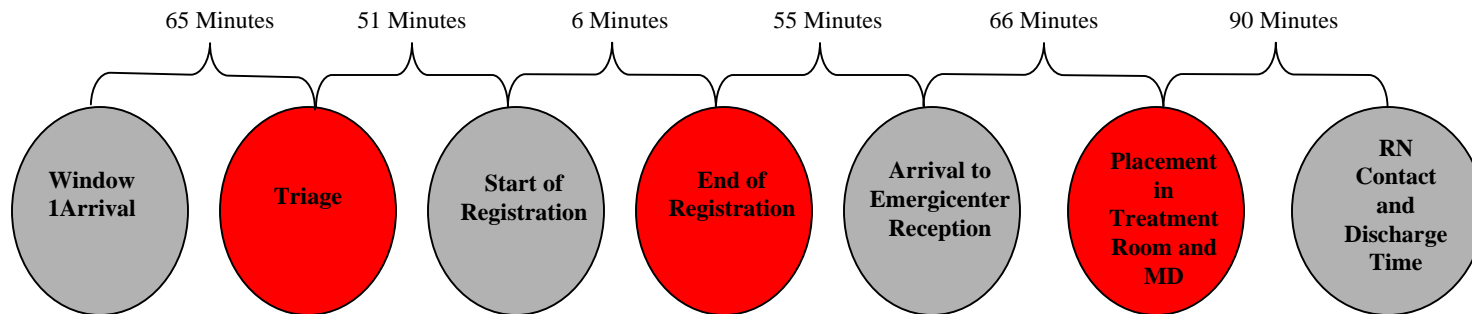 65 Minutes
51 Minutes
6 Minutes
55 Minutes
66 Minutes
90 Minutes
Window
1Arrival
Triage
Start of
Registration
End of
Registration
Arrival to
Emergicenter
Reception
Placement
in
Treatment
Room and
MD
RN
Contact
and
Discharge
Time